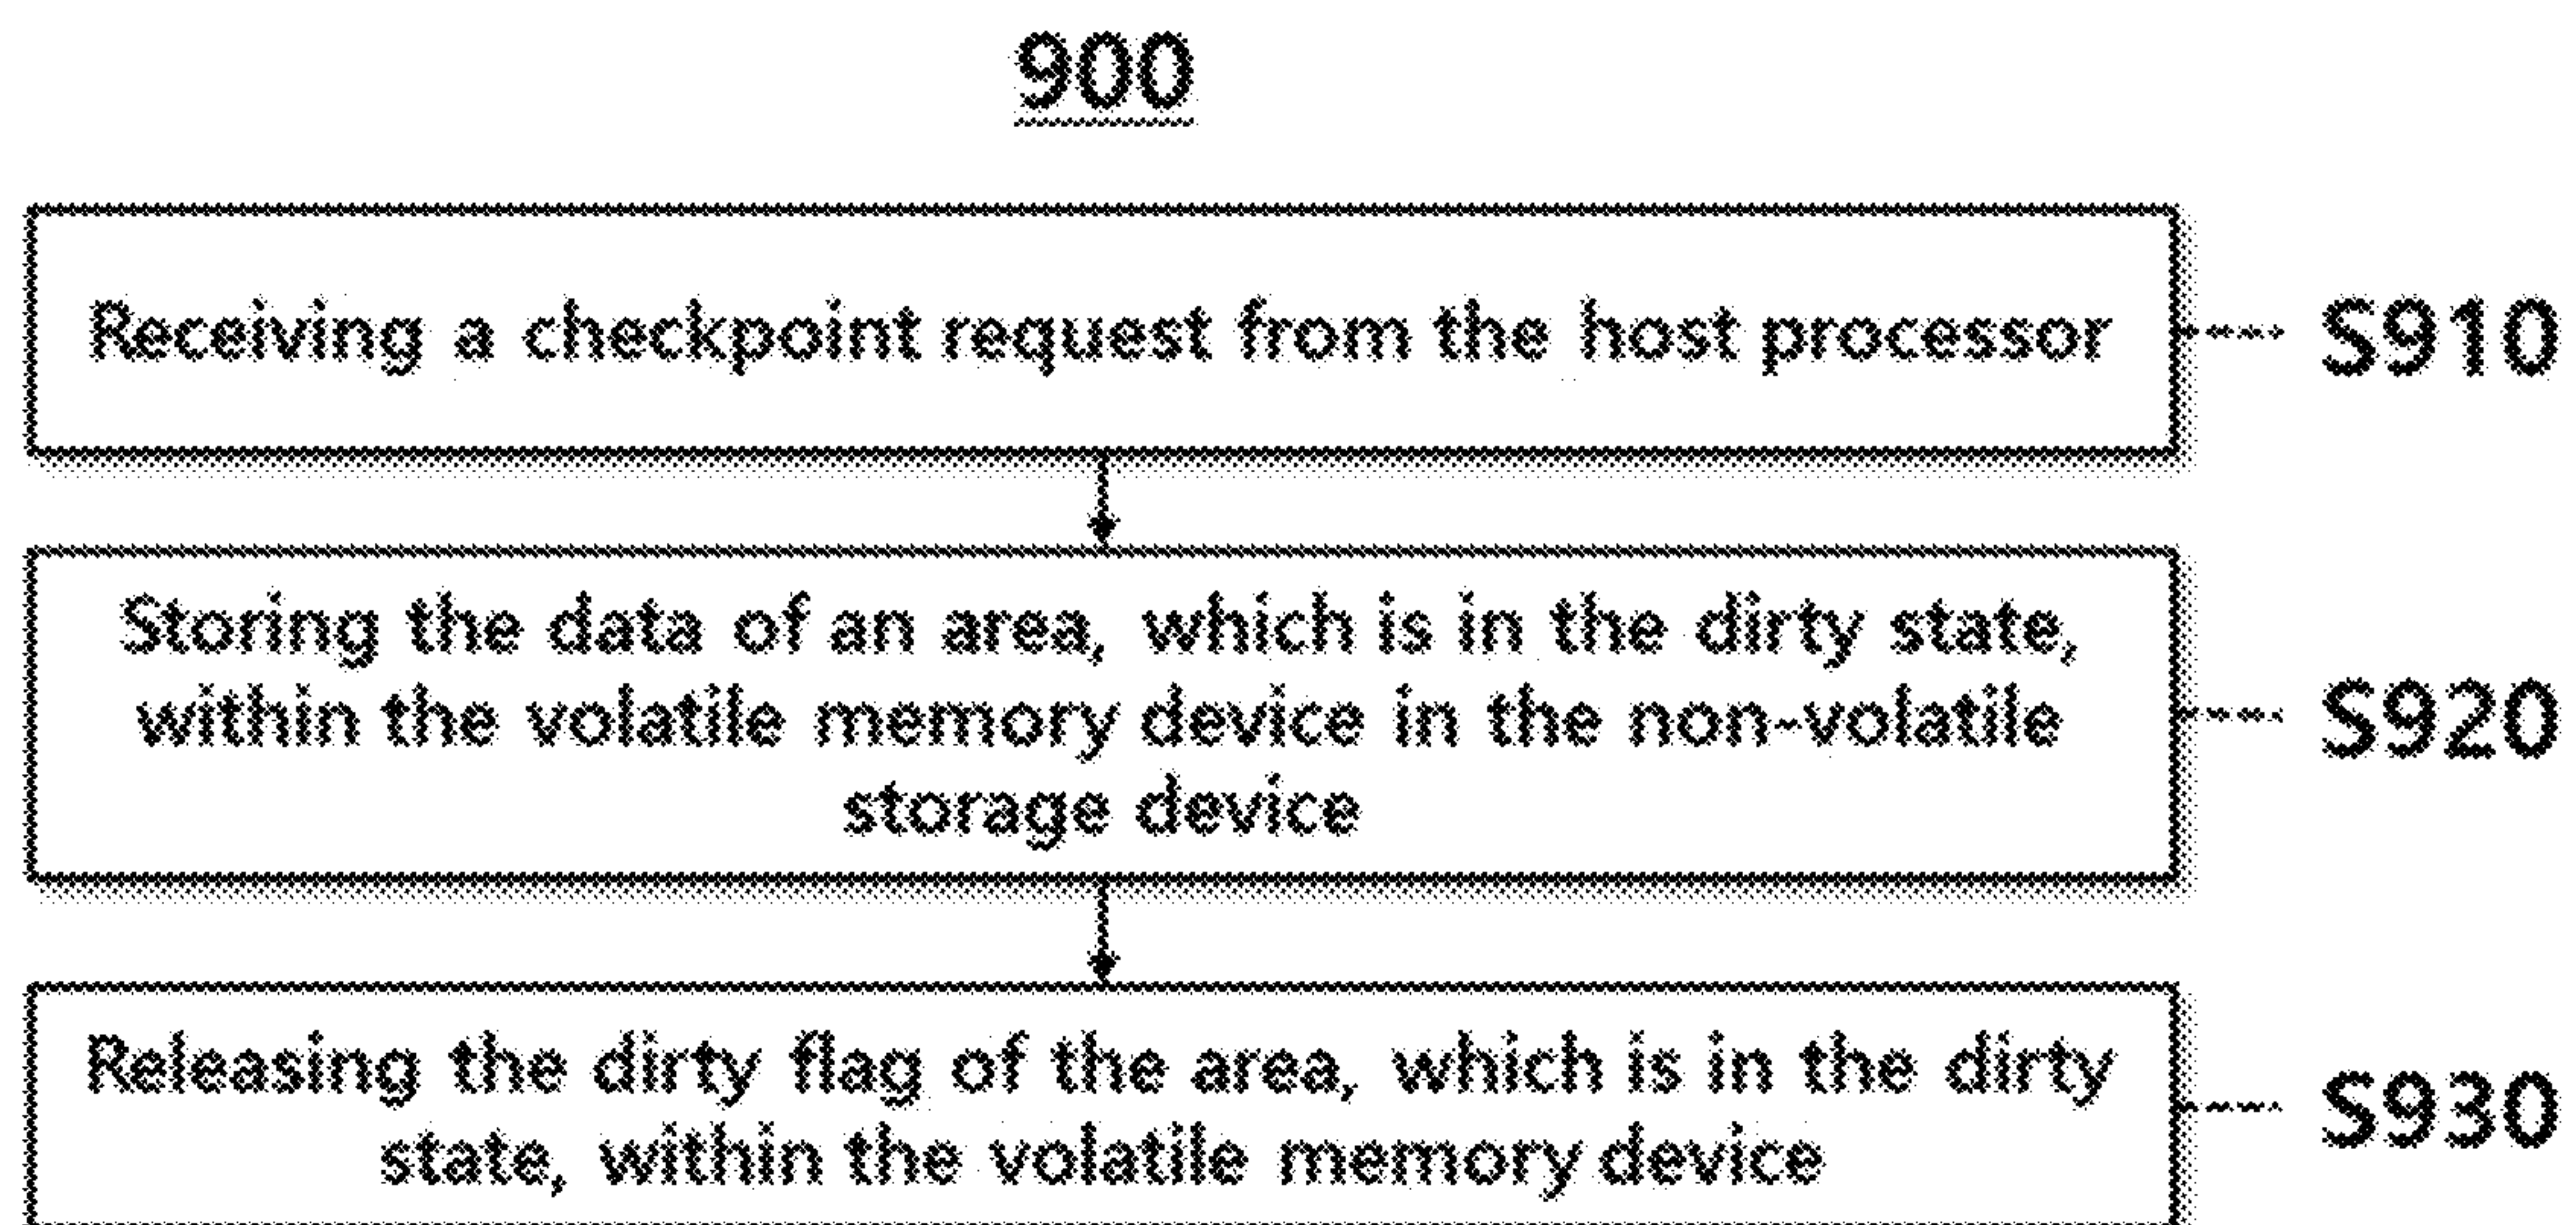 900
Receiving a checkpoint request from the host processor
S910
Storing the data of an area, which is in the dirty state,
within the volatile memory device in the non-volatile
storage device
S920
Releasing the dirty flag of the area, which is in the dirty
state, within the volatile memory device
S930